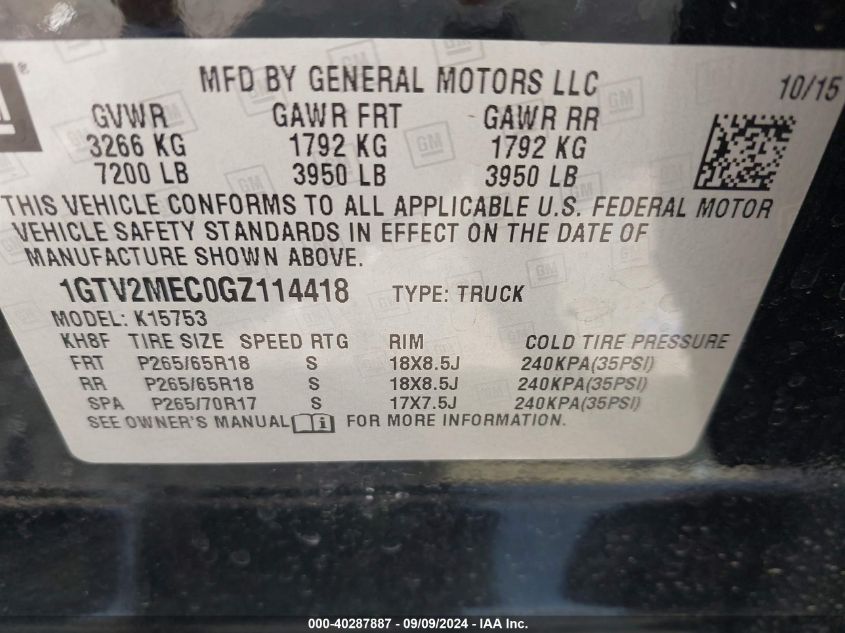 MFD BY GENERAL MOTORS LLC 10/15
GVWR GAWR FRT GAWR RR
3266 KG 1792 KG 1792 KG
7200 LB 3950 LB 3950 LB
THIS VEHICLE CONFORMS TO ALL APPLICABLE U.S. FEDERAL MOTOR
VEHICLE SAFETY STANDARDS IN EFFECT ON THE DATE OF
MANUFACTURE SHOWN ABOVE.
1GTV2MEC0GZ114418 TYPE: TRUCK
MODEL: K15753
KH8F TIRE SIZE SPEED RTG RIM COLD TIRE PRESSURE
FRT P265/65R18 S 18X8.5J 240KPA(35PSI)
RR P265/65R18 S 18X8.5J 240KPA(35PSI)
SPA P265/70R17 S 17X7.5J 240KPA(35PSI)
SEE OWNER'S MANUAL i FOR MORE INFORMATION.
000-40287887 - 09/09/2024 - IAA Inc.